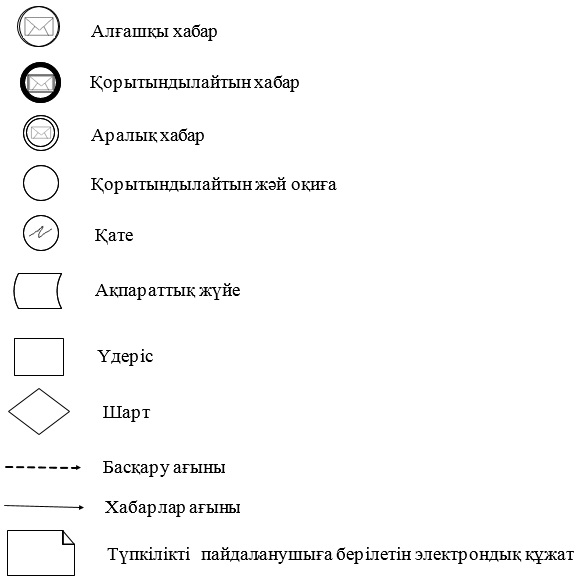 Алғашқы хабар
Қорытындылайтын хабар
Аралық хабар
Қорытындылайтын жәй оқиға
Қате
Ақпараттық жүйе
Үдеріс
Шарт
Басқару ағыны
Хабарлар ағыны
Түпкілікті пайдаланушыға берілетін электрондық құжат